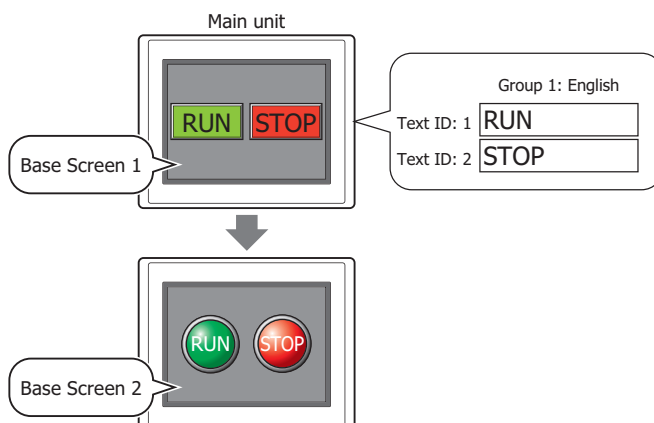 Main unit
RUN STOP
Base Screen 1
Group 1: English
Text ID: 1 RUN
Text ID: 2 STOP
RUN STOP
Base Screen 2